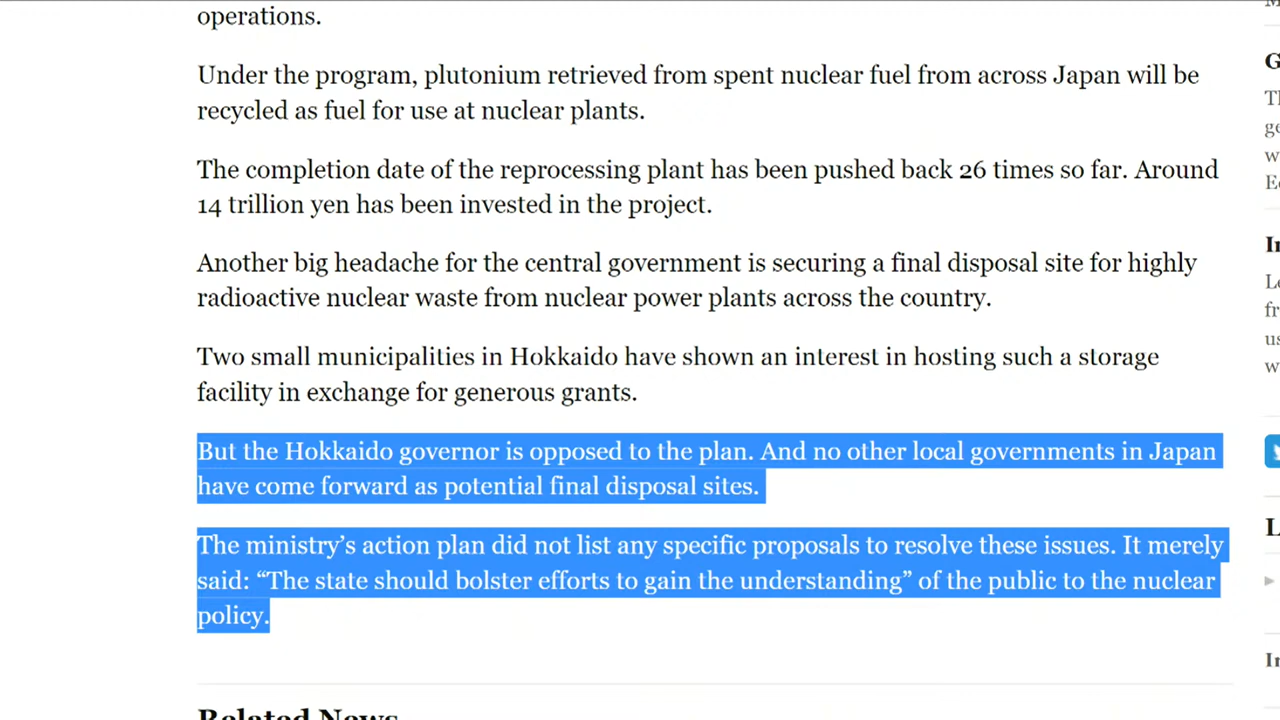 operations.
Under the program, plutonium retrieved from spent nuclear fuel from across Japan will be
recycled as fuel for use at nuclear plants.
The completion date of the reprocessing plant has been pushed back 26 times so far. Around
14 trillion yen has been invested in the project.
Another big headache for the central government is securing a final disposal site for highly
radioactive nuclear waste from nuclear power plants across the country.
Two small municipalities in Hokkaido have shown an interest in hosting such a storage
facility in exchange for generous grants.
But the Hokkaido governor is opposed to the plan. And no other local governments in Japan
have come forward as potential final disposal sites.
The ministry’s action plan did not list any specific proposals to resolve these issues. It merely
said: “The state should bolster efforts to gain the understanding” of the public to the nuclear
policy.
Related News